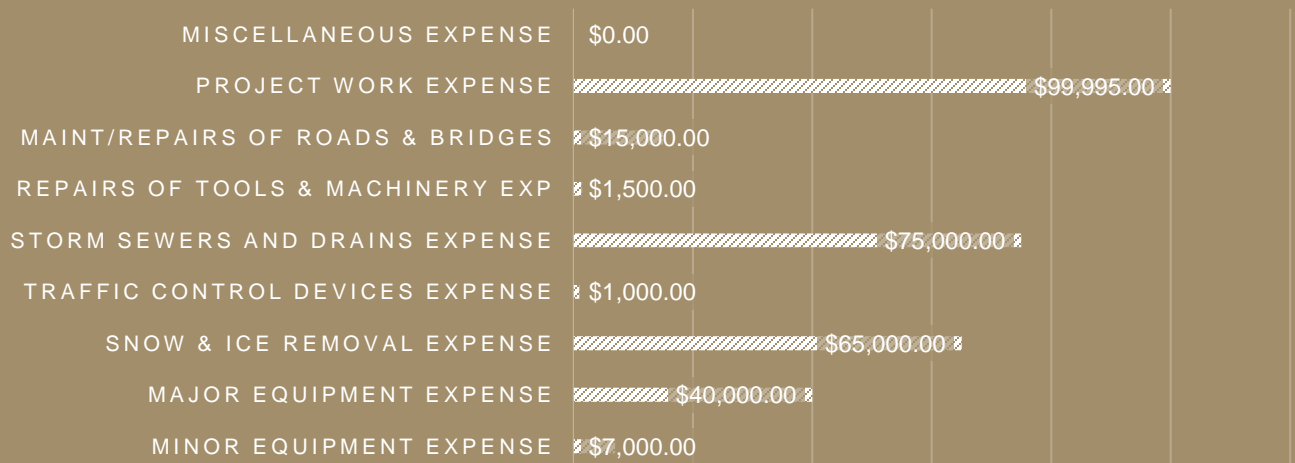 MISCELLANEOUS EXPENSE $0.00
PROJECT WORK EXPENSE $99,995.00
MAINT/REPAIRS OF ROADS & BRIDGES $15,000.00
REPAIRS OF TOOLS & MACHINERY EXP $1,500.00
STORM SEWERS AND DRAINS EXPENSE $75,000.00
TRAFFIC CONTROL DEVICES EXPENSE $1,000.00
SNOW & ICE REMOVAL EXPENSE $65,000.00
MAJOR EQUIPMENT EXPENSE $40,000.00
MINOR EQUIPMENT EXPENSE $7,000.00